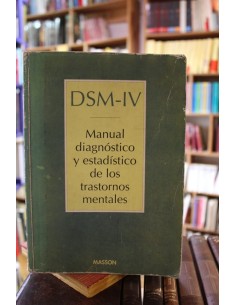 DSM-IV
Manual
diagnóstico
y estadístico
de los
trastornos
mentales
MASSON